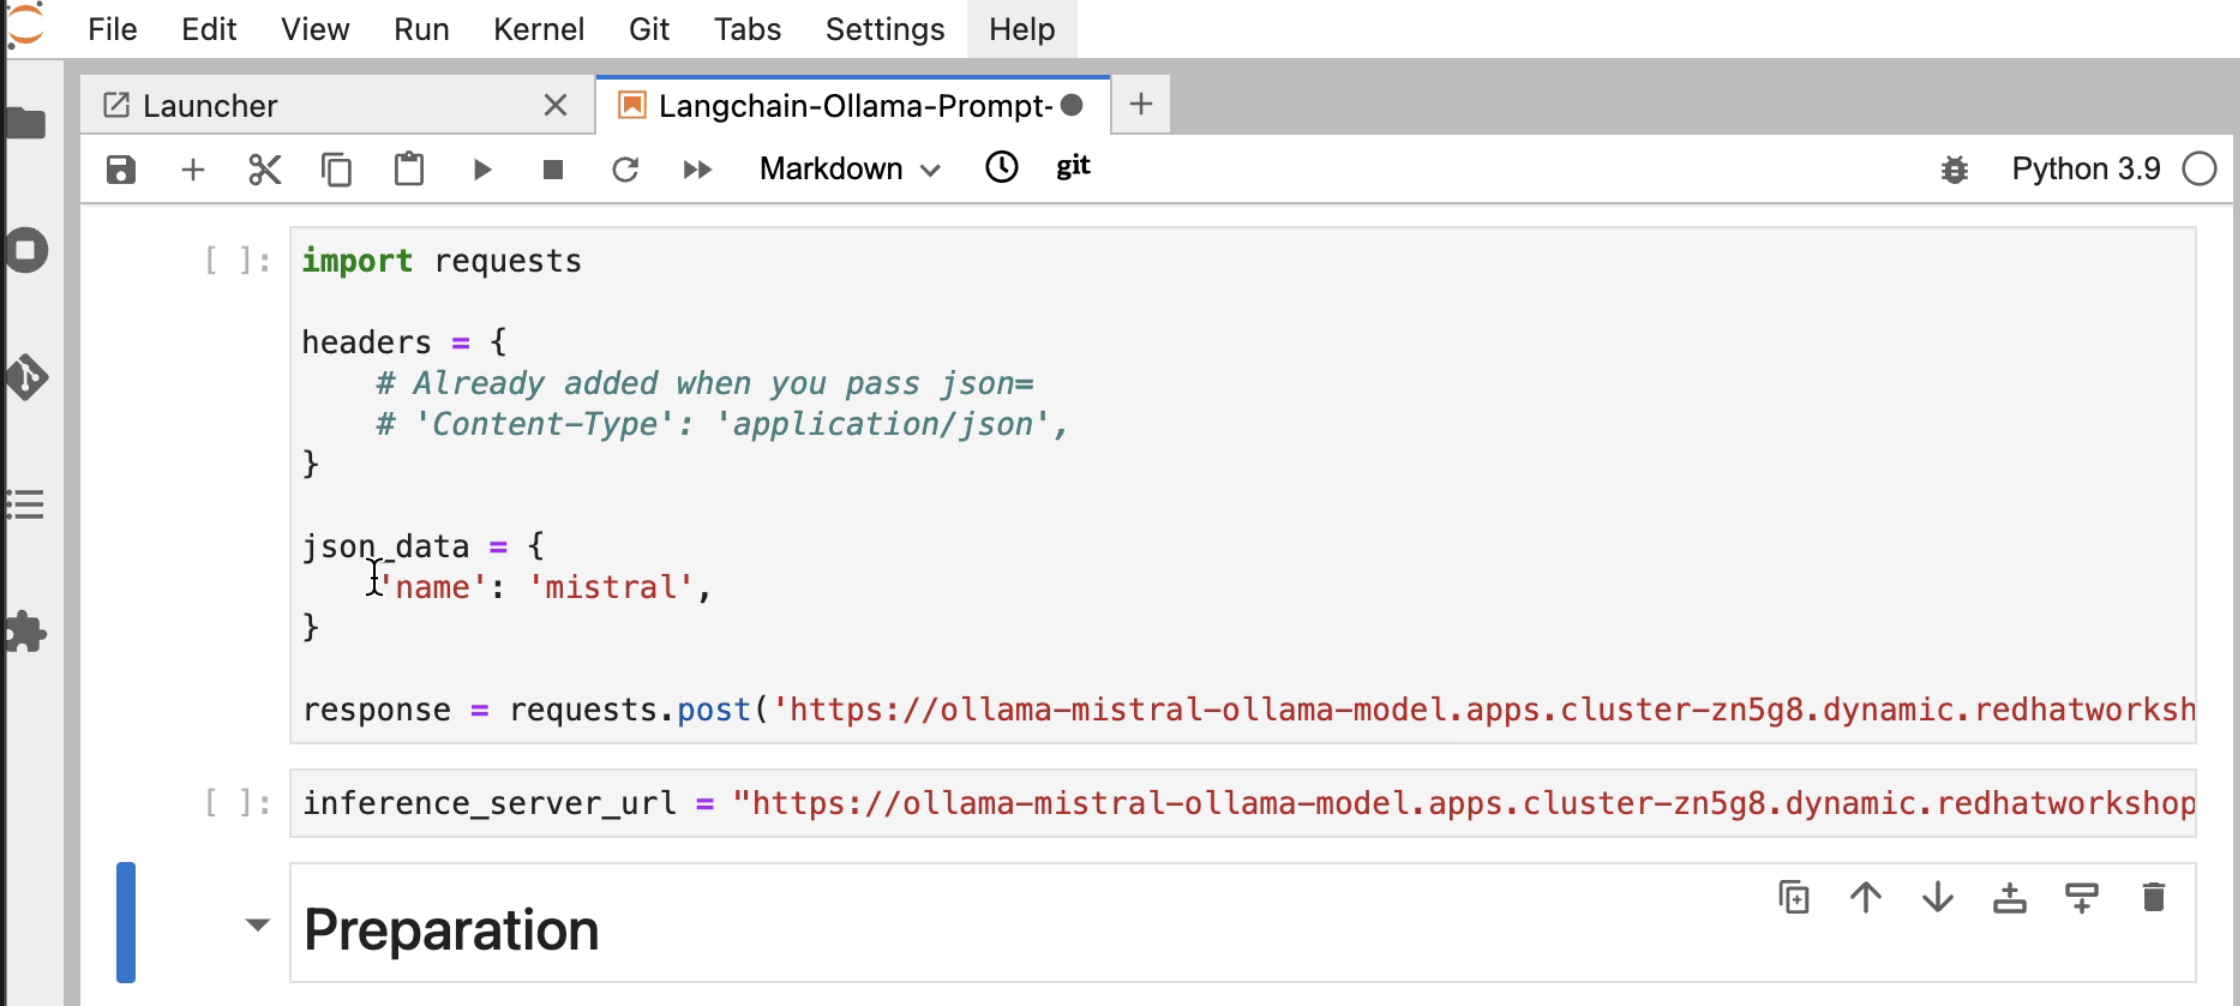 File Edit View Run Kernel Git Tabs Settings Help
Launcher Langchain-Ollama-Prompt-
Markdown git Python 3.9
[ ]: import requests
headers = {
# Already added when you pass json=
# 'Content-Type': 'application/json',
}
json_data = {
'name': 'mistral',
}
response = requests.post('https://ollama-mistral-ollama-model.apps.cluster-zn5g8.dynamic.redhatworksh
[ ]: inference_server_url = "https://ollama-mistral-ollama-model.apps.cluster-zn5g8.dynamic.redhatworkshop
Preparation